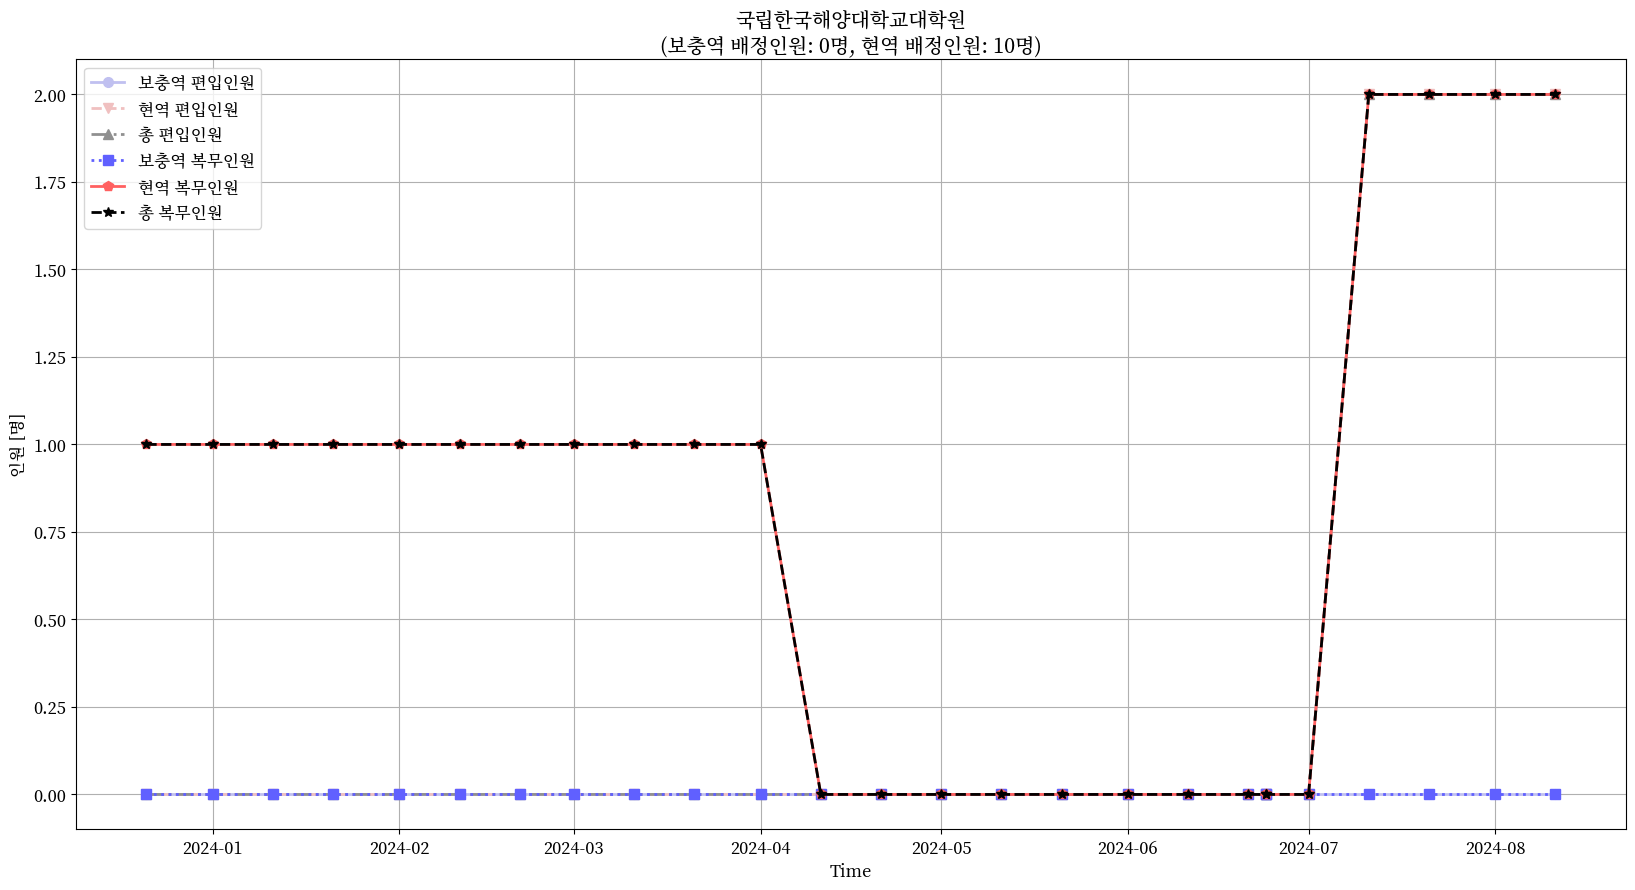 국립한국해양대학교대학원
(보충역 배정인원: 0명, 현역 배정인원: 10명)
보충역 편입인원
현역 편입인원
총 편입인원
보충역 복무인원
현역 복무인원
총 복무인원
2.00
1.75
1.50
1.25
1.00
0.75
0.50
0.25
0.00
인원 [명]
2024-01 2024-02 2024-03 2024-04 2024-05 2024-06 2024-07 2024-08
Time